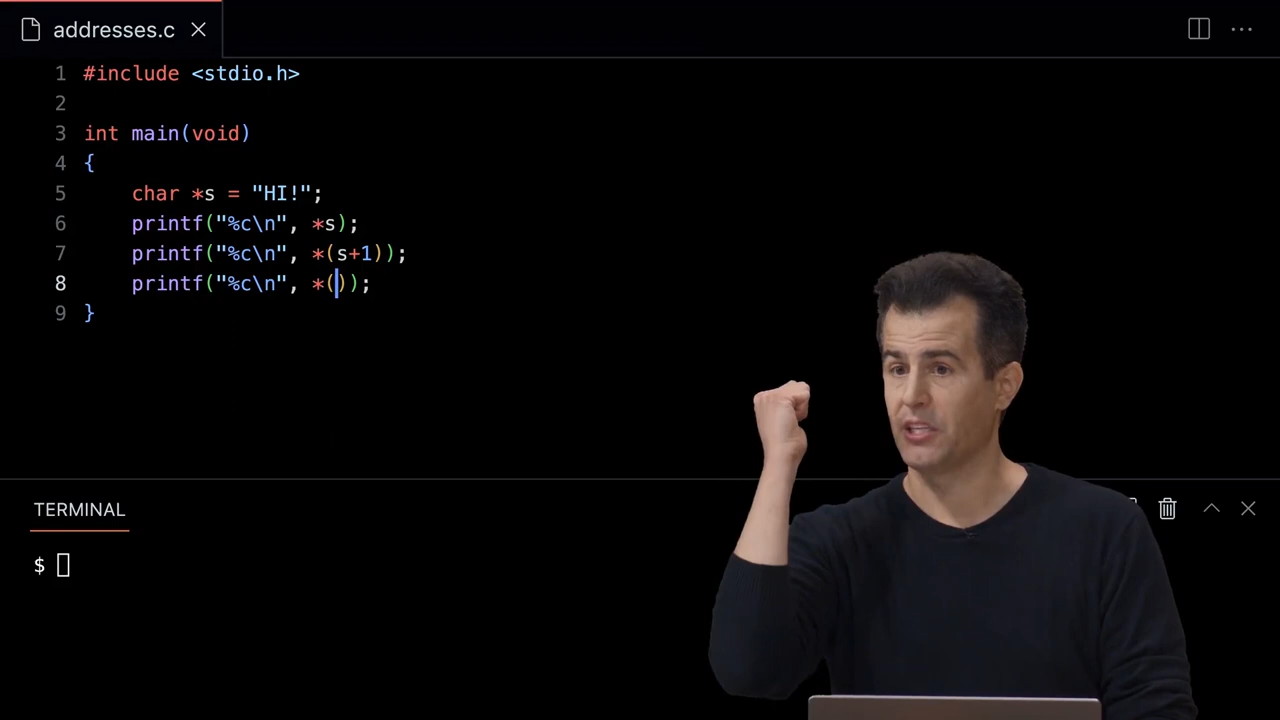 addresses.c
1 #include <stdio.h>
2
3 int main(void)
4 {
5     char *s = "HI!";
6     printf("%c\n", *s);
7     printf("%c\n", *(s+1));
8     printf("%c\n", *());
9 }
TERMINAL
$